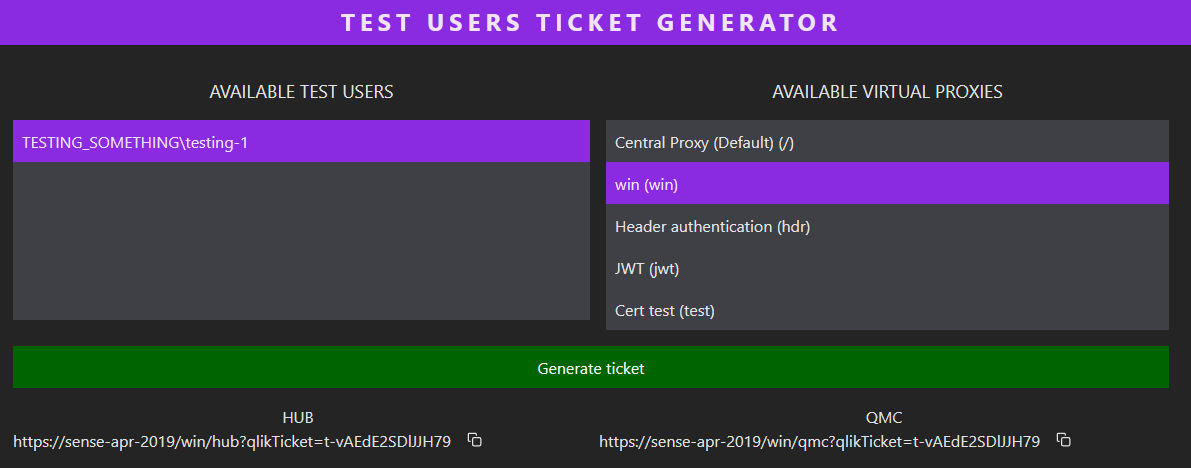 TEST USERS TICKET GENERATOR
AVAILABLE TEST USERS
TESTING_SOMETHING\testing-1
AVAILABLE VIRTUAL PROXIES
Central Proxy (Default) (/)
win (win)
Header authentication (hdr)
JWT (jwt)
Cert test (test)
Generate ticket
HUB
https://sense-apr-2019/win/hub?qlikTicket=t-vAEdE2SDlJJH79
QMC
https://sense-apr-2019/win/qmc?qlikTicket=t-vAEdE2SDlJJH79